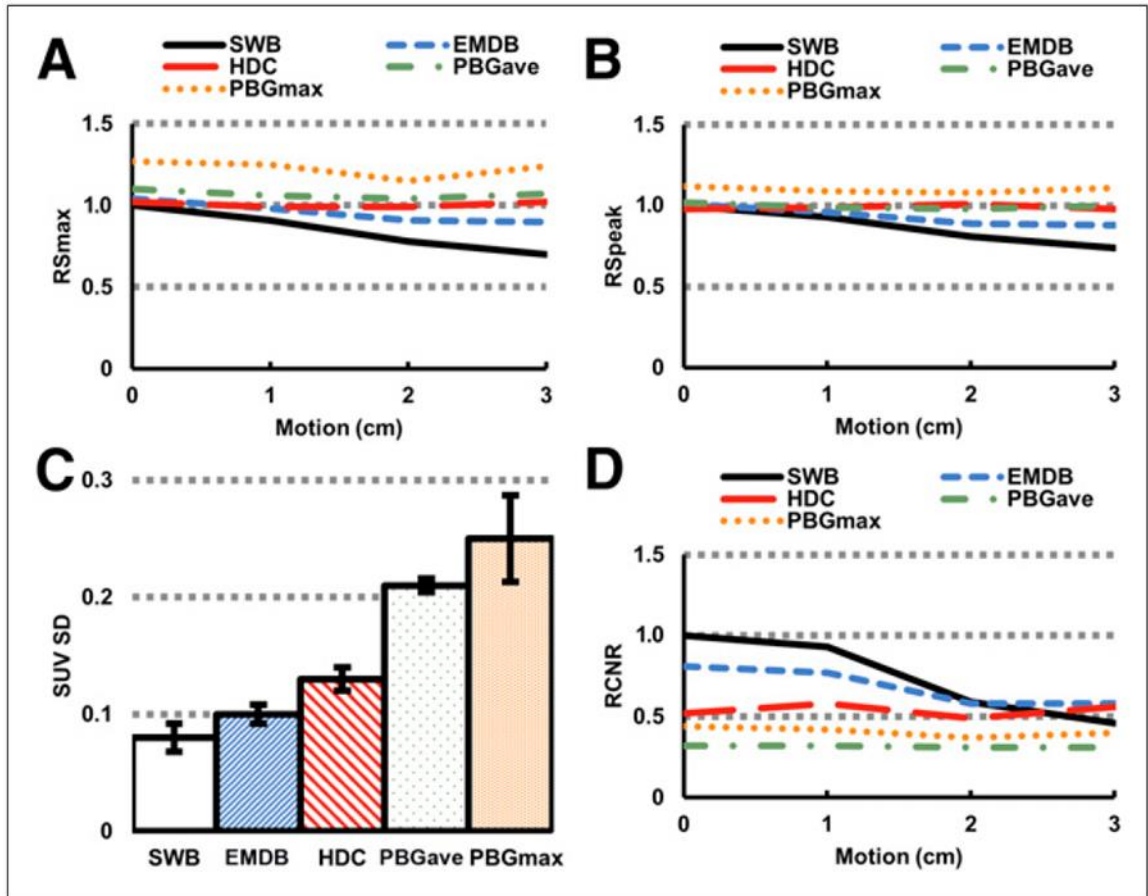 A
SWB EMDB
HDC PBGave
PBGmax
1.5
1.0
0.5
0
RSmax
0 1 2 3
Motion (cm)
B
SWB EMDB
HDC PBGave
PBGmax
1.5
1.0
0.5
0
RSpeak
0 1 2 3
Motion (cm)
C
0.3
0.2
0.1
0
SUV SD
SWB EMDB HDC PBGave PBGmax
D
SWB EMDB
HDC PBGave
PBGmax
1.5
1.0
0.5
0
RCNR
0 1 2 3
Motion (cm)